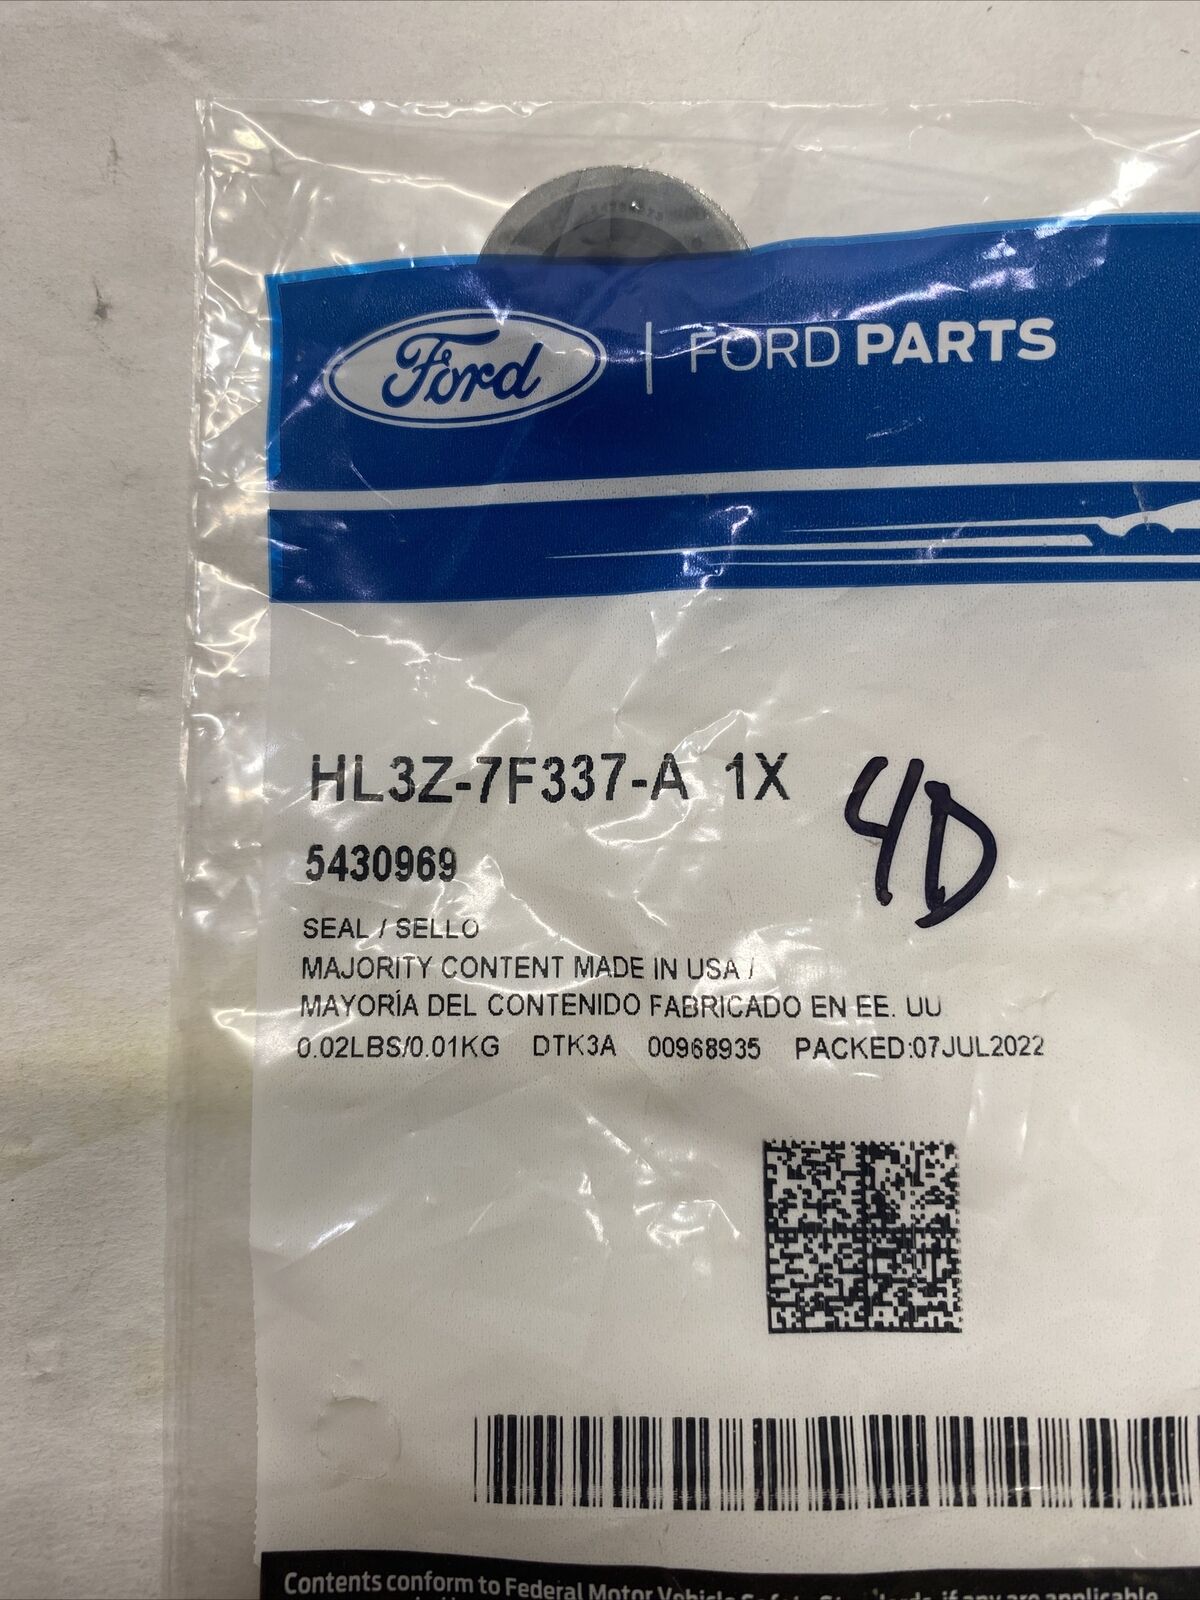 Ford | FORD PARTS
HL3Z-7F337-A 1X
4D
5430969
SEAL / SELLO
MAJORITY CONTENT MADE IN USA /
MAYORÍA DEL CONTENIDO FABRICADO EN EE. UU
0.02LBS/0.01KG DTK3A 00968935 PACKED:07JUL2022
Contents conform to Federal Motor Vehicle Safety Standards, if any are applicable